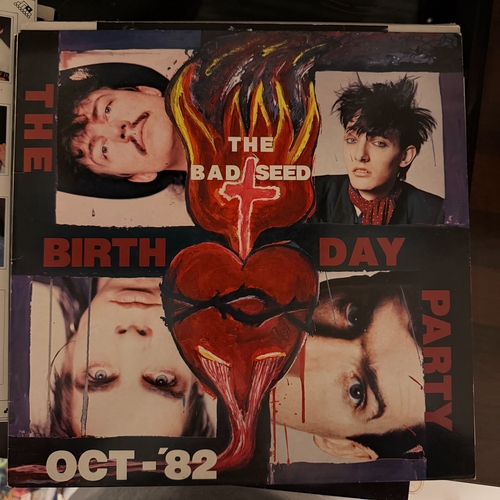 THE
THE
BAD SEED
BIRTH DAY
PARTY
OCT-'82